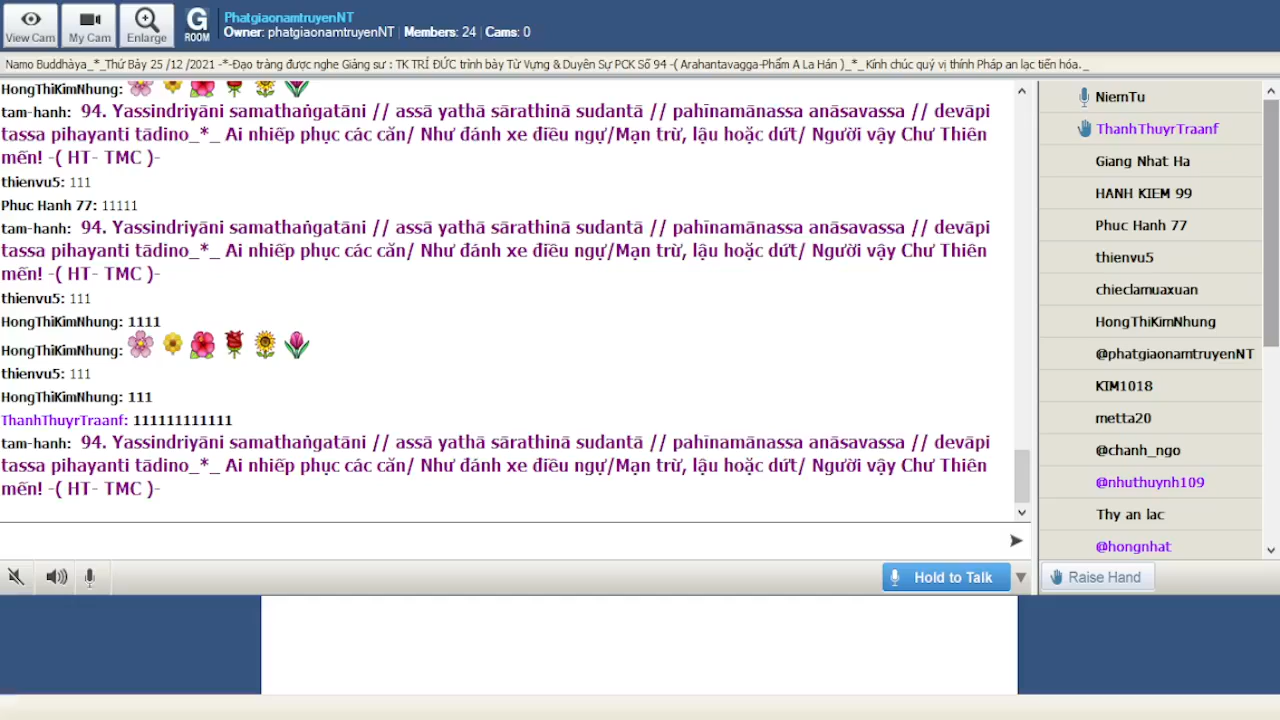 View Cam
My Cam
Enlarge
G
ROOM
PhatgiaonamtruyenNT
Owner: phatgiaonamtruyenNT | Members: 24 | Cams: 0
Namo Buddhàya_*_Thứ Bảy 25 /12 /2021 -*-Đạo tràng được nghe Giảng sư : TK TRÍ ĐỨC trình bày Từ Vựng & Duyên Sự PCK Số 94 -( Arahantavagga-Phẩm A La Hán )_*_Kính chúc quý vị thính Pháp an lạc tiến hóa._
HongThiKimNhung:
tam-hanh: 94. Yassindriyāni samathaṅgatāni // assā yathā sārathinā sudantā // pahīnamānassa anāsavassa // devāpi
tassa pihayanti tādino_*_ Ai nhiếp phục các căn/ Như đánh xe điều ngự/Mạn trừ, lậu hoặc dứt/ Người vậy Chư Thiên
mến! -( HT- TMC )-
thienvu5: 111
Phuc Hanh 77: 11111
tam-hanh: 94. Yassindriyāni samathaṅgatāni // assā yathā sārathinā sudantā // pahīnamānassa anāsavassa // devāpi
tassa pihayanti tādino_*_ Ai nhiếp phục các căn/ Như đánh xe điều ngự/Mạn trừ, lậu hoặc dứt/ Người vậy Chư Thiên
mến! -( HT- TMC )-
thienvu5: 111
HongThiKimNhung: 1111
HongThiKimNhung:
thienvu5: 111
HongThiKimNhung: 111
ThanhThuyrTraanf: 111111111111
tam-hanh: 94. Yassindriyāni samathaṅgatāni // assā yathā sārathinā sudantā // pahīnamānassa anāsavassa // devāpi
tassa pihayanti tādino_*_ Ai nhiếp phục các căn/ Như đánh xe điều ngự/Mạn trừ, lậu hoặc dứt/ Người vậy Chư Thiên
mến! -( HT- TMC )-
Hold to Talk
NiemTu
ThanhThuyrTraanf
Giang Nhat Ha
HANH KIEM 99
Phuc Hanh 77
thienvu5
chieclamuaxuan
HongThiKimNhung
@phatgiaonamtruyenNT
KIM1018
metta20
@chanh_ngo
@nhuthuynh109
Thy an lac
@hongnhat
Raise Hand